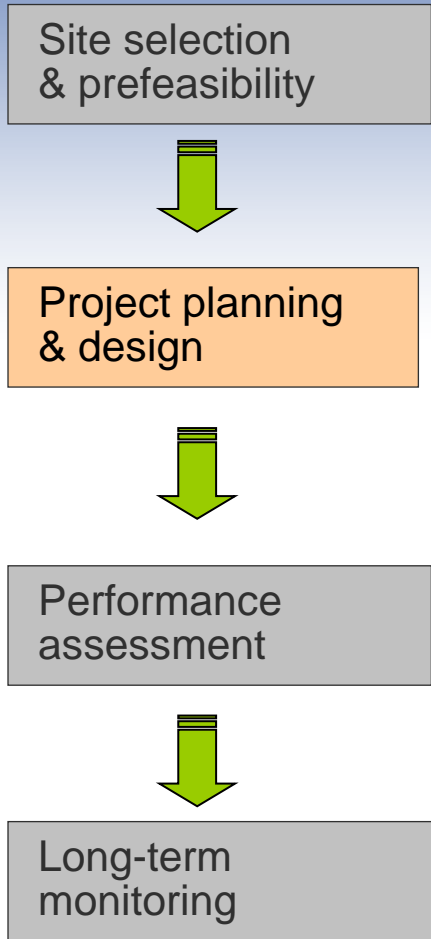 Site selection
& prefeasibility
Project planning
& design
Performance
assessment
Long-term
monitoring